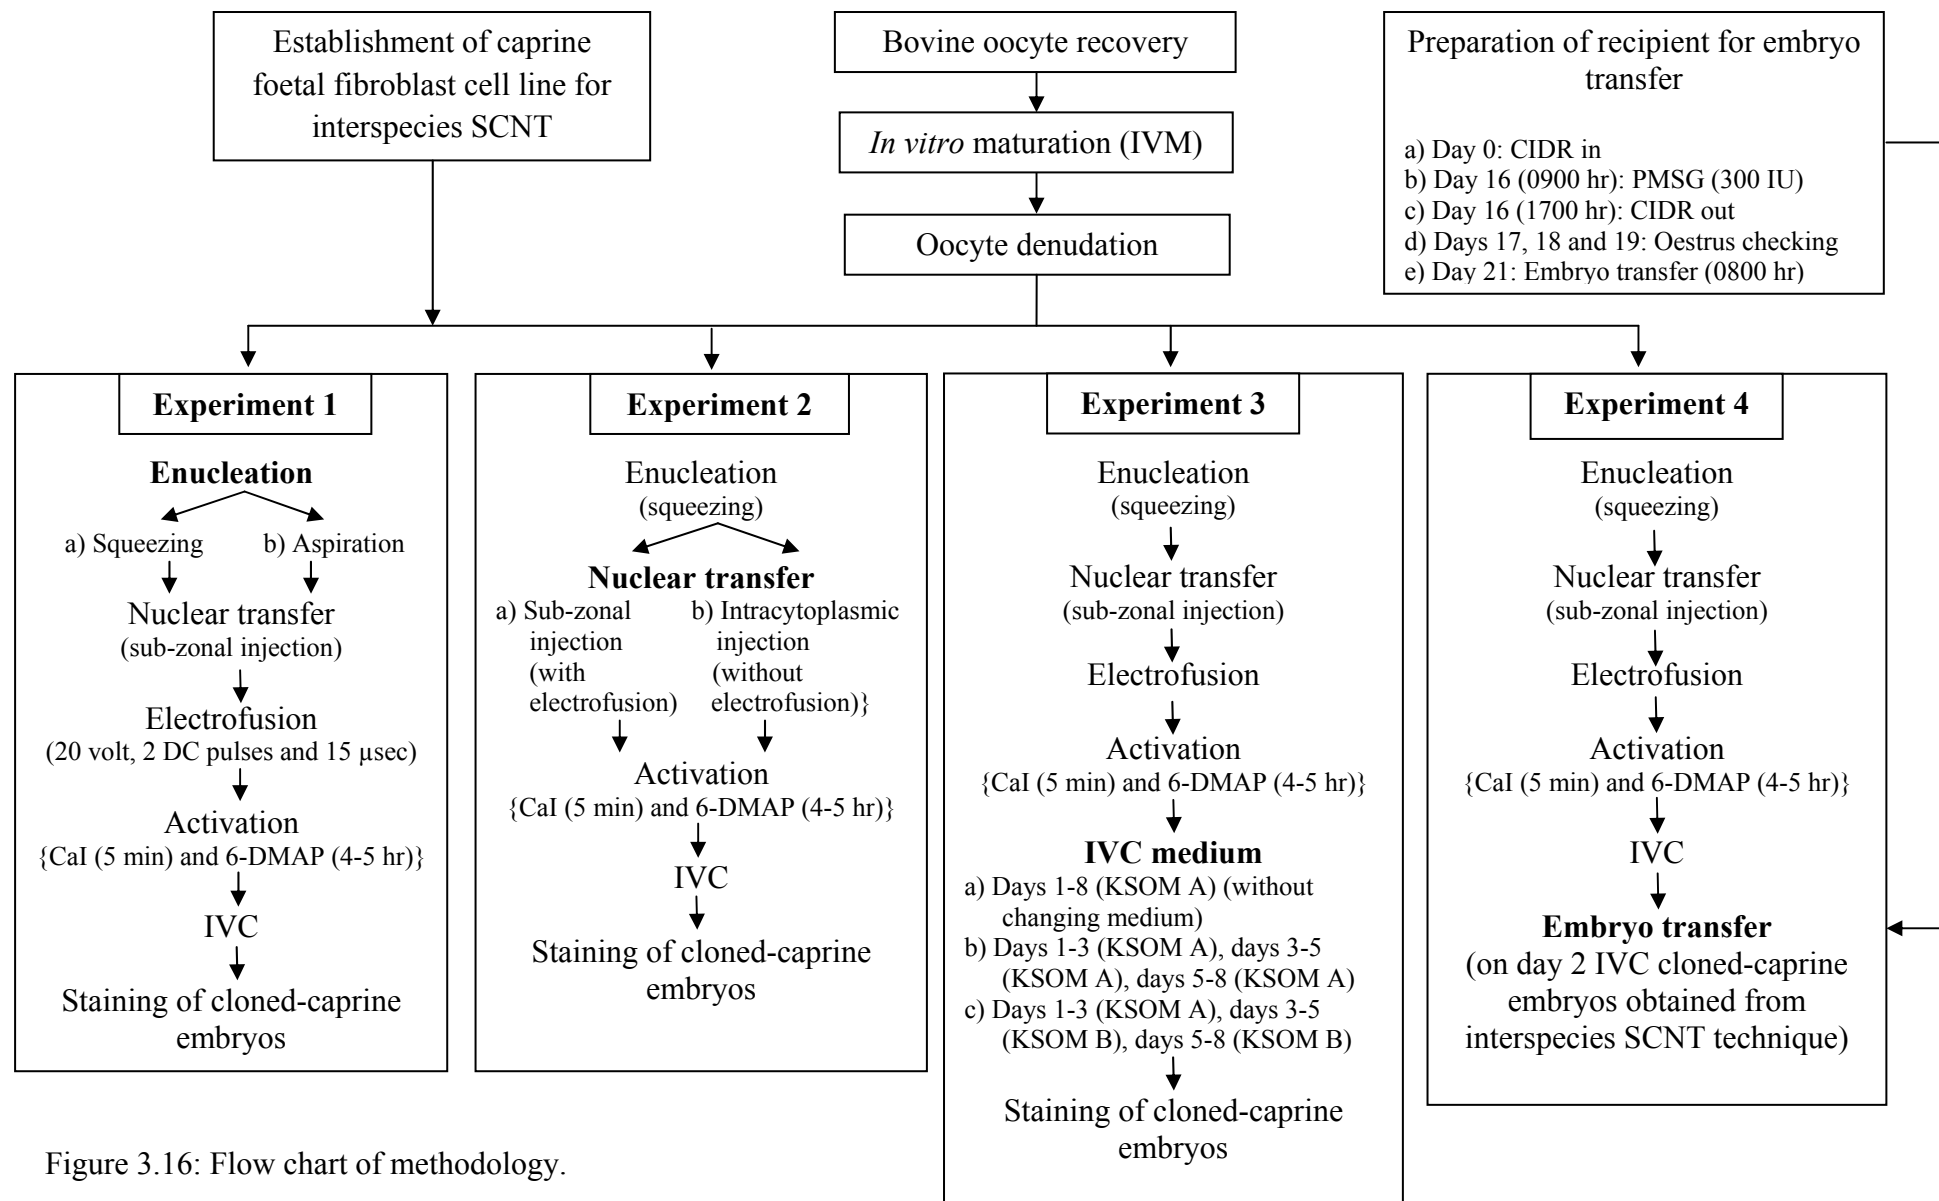 Establishment of caprine
foetal fibroblast cell line for
interspecies SCNT
Bovine oocyte recovery
In vitro maturation (IVM)
Oocyte denudation
Preparation of recipient for embryo
transfer
a) Day 0: CIDR in
b) Day 16 (0900 hr): PMSG (300 IU)
c) Day 16 (1700 hr): CIDR out
d) Days 17, 18 and 19: Oestrus checking
e) Day 21: Embryo transfer (0800 hr)
Experiment 1
Enucleation
a) Squeezing
b) Aspiration
Nuclear transfer
(sub-zonal injection)
Electrofusion
(20 volt, 2 DC pulses and 15 µsec)
Activation
{CaI (5 min) and 6-DMAP (4-5 hr)}
IVC
Staining of cloned-caprine
embryos
Experiment 2
Enucleation
(squeezing)
Nuclear transfer
a) Sub-zonal
injection
(with
electrofusion)
b) Intracytoplasmic
injection
(without
electrofusion)}
Activation
{CaI (5 min) and 6-DMAP (4-5 hr)}
IVC
Staining of cloned-caprine
embryos
Experiment 3
Enucleation
(squeezing)
Nuclear transfer
(sub-zonal injection)
Electrofusion
Activation
{CaI (5 min) and 6-DMAP (4-5 hr)}
IVC medium
a) Days 1-8 (KSOM A) (without
changing medium)
b) Days 1-3 (KSOM A), days 3-5
(KSOM A), days 5-8 (KSOM A)
c) Days 1-3 (KSOM A), days 3-5
(KSOM B), days 5-8 (KSOM B)
Staining of cloned-caprine
embryos
Experiment 4
Enucleation
(squeezing)
Nuclear transfer
(sub-zonal injection)
Electrofusion
Activation
{CaI (5 min) and 6-DMAP (4-5 hr)}
IVC
Embryo transfer
(on day 2 IVC cloned-caprine
embryos obtained from
interspecies SCNT technique)
Figure 3.16: Flow chart of methodology.